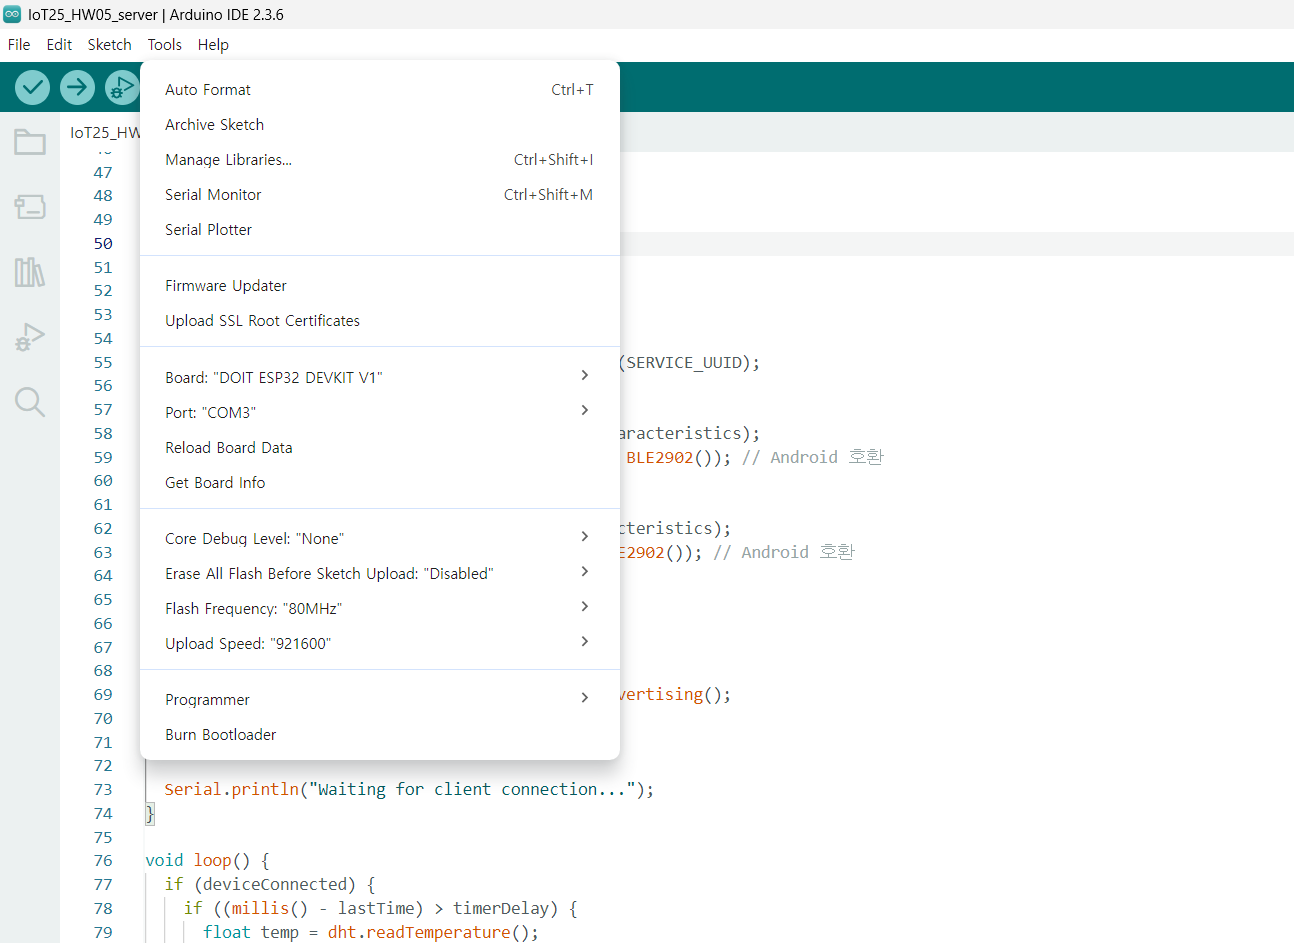 IoT25_HW05_server | Arduino IDE 2.3.6
File Edit Sketch Tools Help
IoT25_HW
Auto Format Ctrl+T
Archive Sketch
Manage Libraries... Ctrl+Shift+I
Serial Monitor Ctrl+Shift+M
Serial Plotter
Firmware Updater
Upload SSL Root Certificates
Board: "DOIT ESP32 DEVKIT V1"
Port: "COM3"
Reload Board Data
Get Board Info
Core Debug Level: "None"
Erase All Flash Before Sketch Upload: "Disabled"
Flash Frequency: "80MHz"
Upload Speed: "921600"
Programmer
Burn Bootloader
47
48
49
50
51
52
53
54
55 (SERVICE_UUID);
56
57
58 aracteristics);
59 BLE2902()); // Android 호환
60
61
62 cteristics);
63 E2902()); // Android 호환
64
65
66
67
68
69 vertising();
70
71
72
73 Serial.println("Waiting for client connection...");
74 }
75
76 void loop() {
77 if (deviceConnected) {
78 if ((millis() - lastTime) > timerDelay) {
79 float temp = dht.readTemperature();